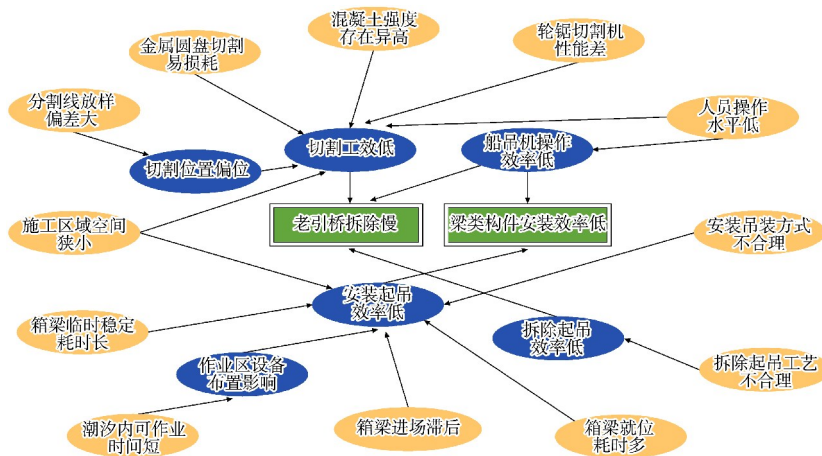 混凝土强度
存在异高
金属圆盘切割
易损耗
轮锯切割机
性能差
分割线放样
偏差大
人员操作
水平低
切割工效低
船吊机操作
效率低
切割位置偏位
施工区域空间
狭小
老引桥拆除慢
梁类构件安装效率低
安装吊装方式
不合理
安装起吊
效率低
箱梁临时稳定
耗时长
拆除起吊
效率低
作业区设备
布置影响
拆除起吊工艺
不合理
潮汐内可作业
时间短
箱梁进场滞后
箱梁就位
耗时多